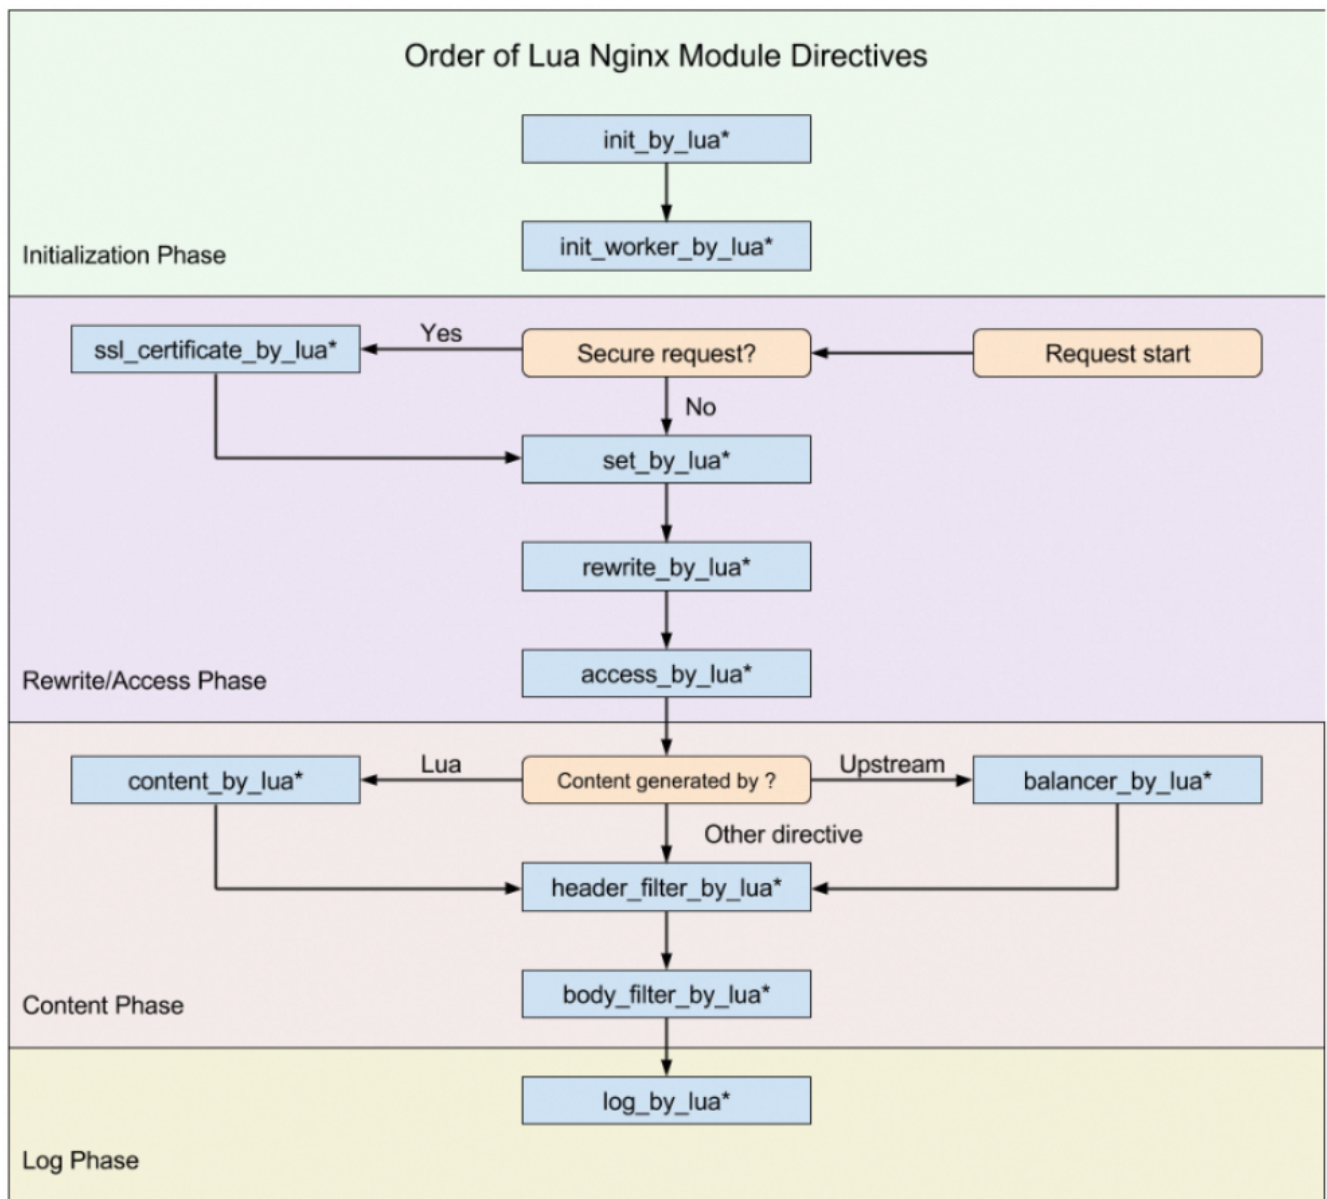 Order of Lua Nginx Module Directives
init_by_lua*
init_worker_by_lua*
Initialization Phase
ssl_certificate_by_lua*
Yes
Secure request?
Request start
No
set_by_lua*
rewrite_by_lua*
access_by_lua*
Rewrite/Access Phase
content_by_lua*
Lua
Content generated by ?
Upstream
balancer_by_lua*
Other directive
header_filter_by_lua*
body_filter_by_lua*
Content Phase
log_by_lua*
Log Phase